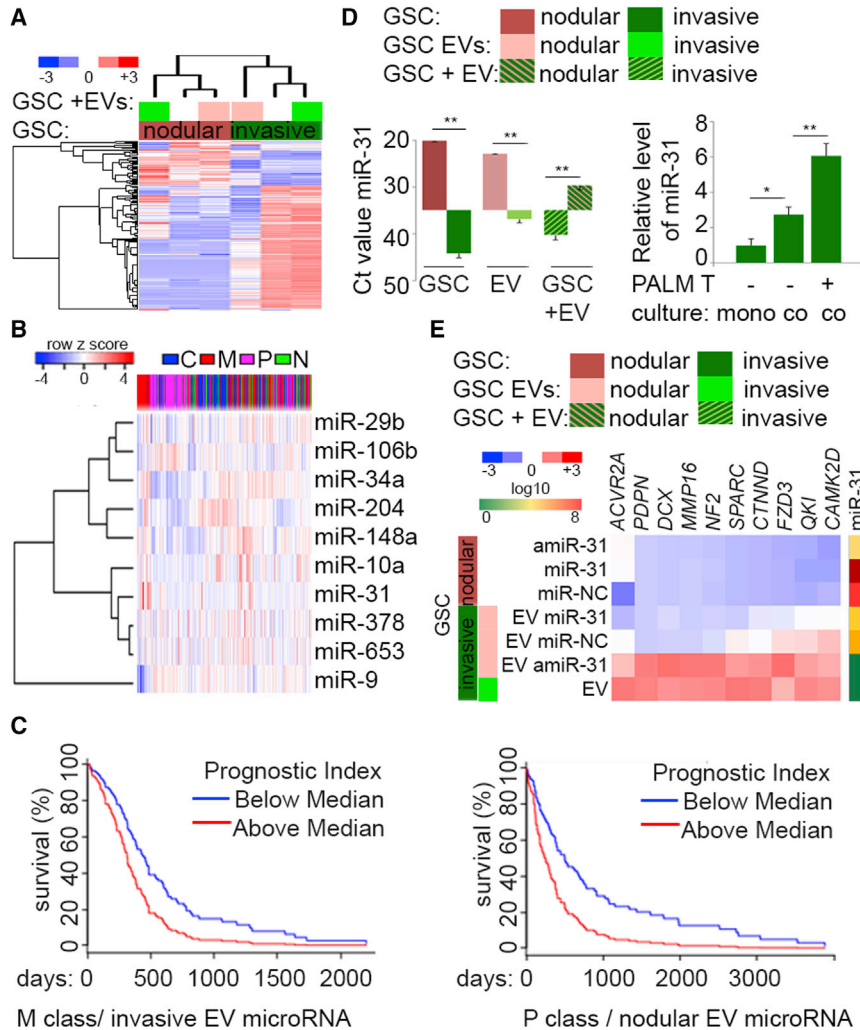 A
-3 0 +3
GSC +EVs:
GSC: nodular invasive
B
row z score
-4 0 4
C M P N
miR-29b
miR-106b
miR-34a
miR-204
miR-148a
miR-10a
miR-31
miR-378
miR-653
miR-9
C
Prognostic Index
Below Median
Above Median
survival (%)
100
80
60
40
20
0
days: 0 500 1000 1500 2000
M class/ invasive EV microRNA
Prognostic Index
Below Median
Above Median
survival (%)
100
80
60
40
20
0
days: 0 1000 2000 3000
P class / nodular EV microRNA
D
GSC: nodular invasive
GSC EVs: nodular invasive
GSC + EV: nodular invasive
Ct value miR-31
20
30
40
50
** ** **
GSC EV GSC
+EV
Relative level
of miR-31
8
6
4
2
0
* **
PALM T - - +
culture: mono co co
E
GSC: nodular invasive
GSC EVs: nodular invasive
GSC + EV: nodular invasive
-3 0 +3
log10
0 8
ACVR2A
PDPN
DCX
MMP16
NF2
SPARC
CTNND
FZD3
QKI
CAMK2D
miR-31
GSC
nodular
invasive
amiR-31
miR-31
miR-NC
EV miR-31
EV miR-NC
EV amiR-31
EV